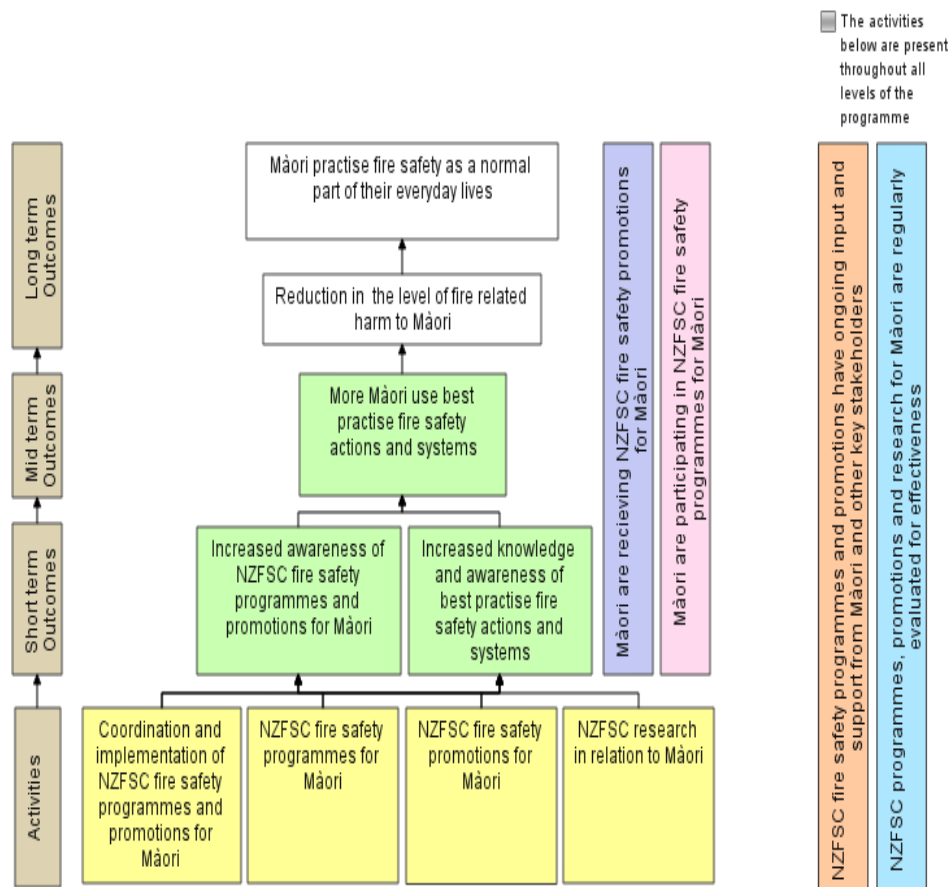 The activities
below are present
throughout all
levels of the
programme
Long term
Outcomes
Màori practise fire safety as a normal
part of their everyday lives
Reduction in the level of fire related
harm to Màori
Mid term
Outcomes
More Màori use best
practise fire safety
actions and systems
Short term
Outcomes
Increased awareness of
NZFSC fire safety
programmes and
promotions for Màori
Increased knowledge
and awareness of
best practise fire
safety actions and
systems
Activities
Coordination and
implementation of
NZFSC fire safety
programmes and
promotions for
Màori
NZFSC fire safety
programmes for
Màori
NZFSC fire safety
promotions for
Màori
NZFSC research
in relation to Màori
Màori are recieving NZFSC fire safety promotions
for Màori
Màori are participating in NZFSC fire safety
programmes for Màori
NZFSC fire safety programmes and promotions have ongoing input and
support from Màori and other key stakeholders
NZFSC programmes, promotions and research for Màori are regularly
evaluated for effectiveness